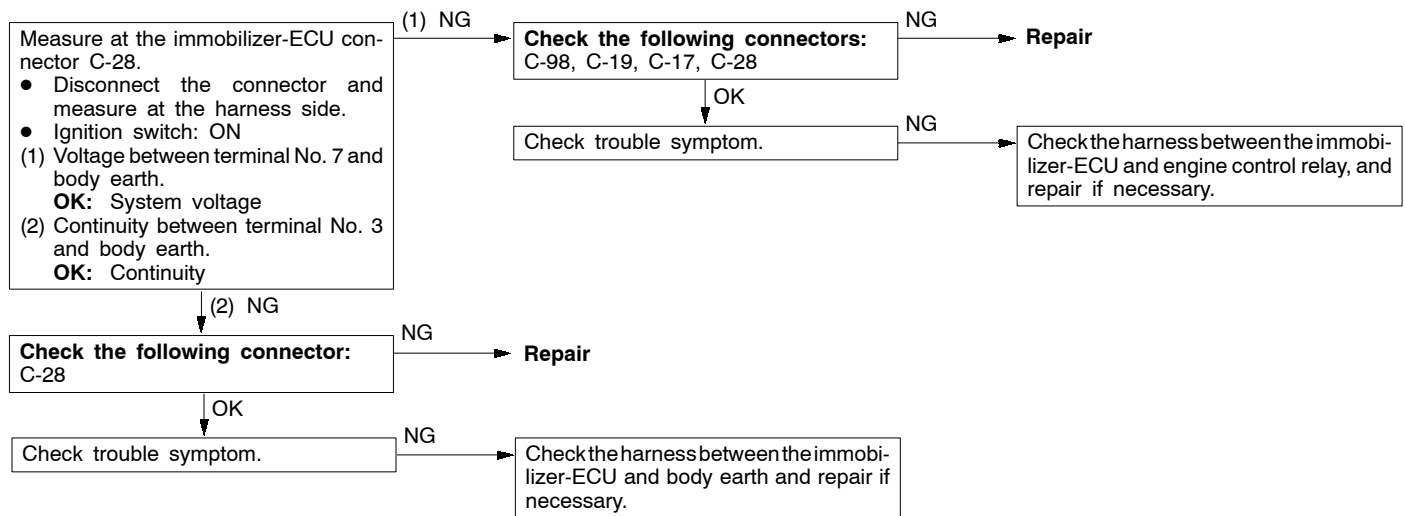 Measure at the immobilizer-ECU con-
nector C-28.
● Disconnect the connector and
measure at the harness side.
● Ignition switch: ON
(1) Voltage between terminal No. 7 and
body earth.
OK: System voltage
(2) Continuity between terminal No. 3
and body earth.
OK: Continuity
(1) NG
Check the following connectors:
C-98, C-19, C-17, C-28
NG
Repair
OK
Check trouble symptom.
NG
Check the harness between the immobi-
lizer-ECU and engine control relay, and
repair if necessary.
(2) NG
Check the following connector:
C-28
NG
Repair
OK
Check trouble symptom.
NG
Check the harness between the immobi-
lizer-ECU and body earth and repair if
necessary.